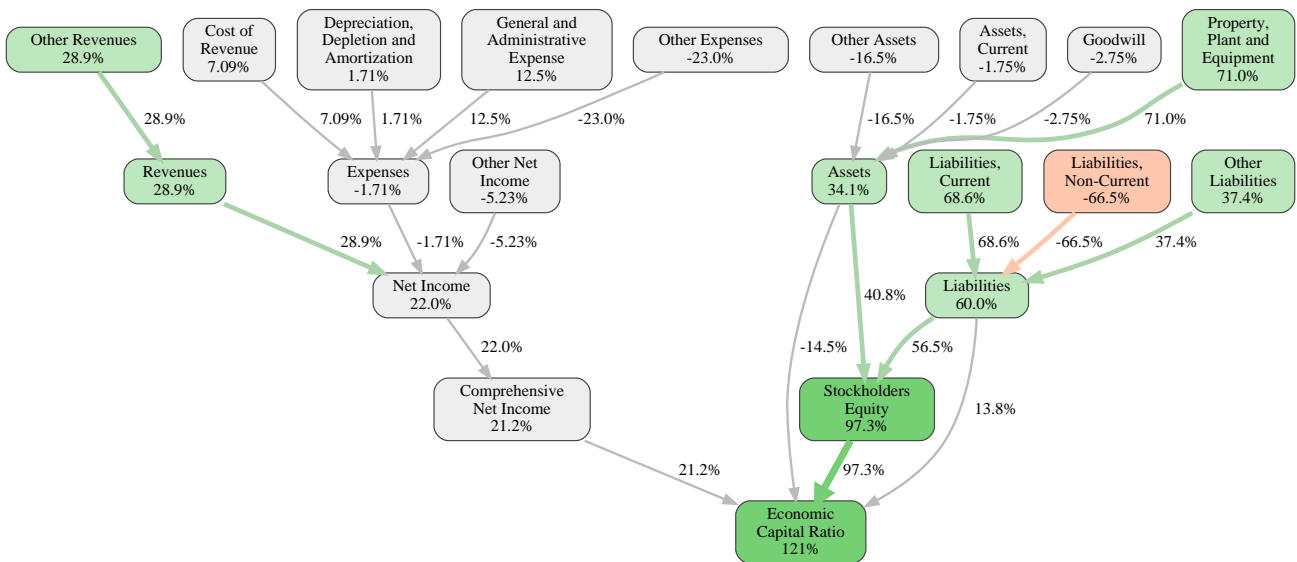 Other Revenues
28.9%
Cost of
Revenue
7.09%
Depreciation,
Depletion and
Amortization
1.71%
General and
Administrative
Expense
12.5%
Other Expenses
-23.0%
Other Assets
-16.5%
Assets,
Current
-1.75%
Goodwill
-2.75%
Property,
Plant and
Equipment
71.0%
28.9%
7.09%
1.71%
12.5%
-23.0%
-16.5%
-1.75%
-2.75%
71.0%
Revenues
28.9%
Expenses
-1.71%
Other Net
Income
-5.23%
Assets
34.1%
Liabilities,
Current
68.6%
Liabilities,
Non-Current
-66.5%
Other
Liabilities
37.4%
28.9%
-1.71%
-5.23%
68.6%
-66.5%
37.4%
Net Income
22.0%
40.8%
Liabilities
60.0%
22.0%
-14.5%
56.5%
Comprehensive
Net Income
21.2%
Stockholders
Equity
97.3%
13.8%
21.2%
97.3%
Economic
Capital Ratio
121%